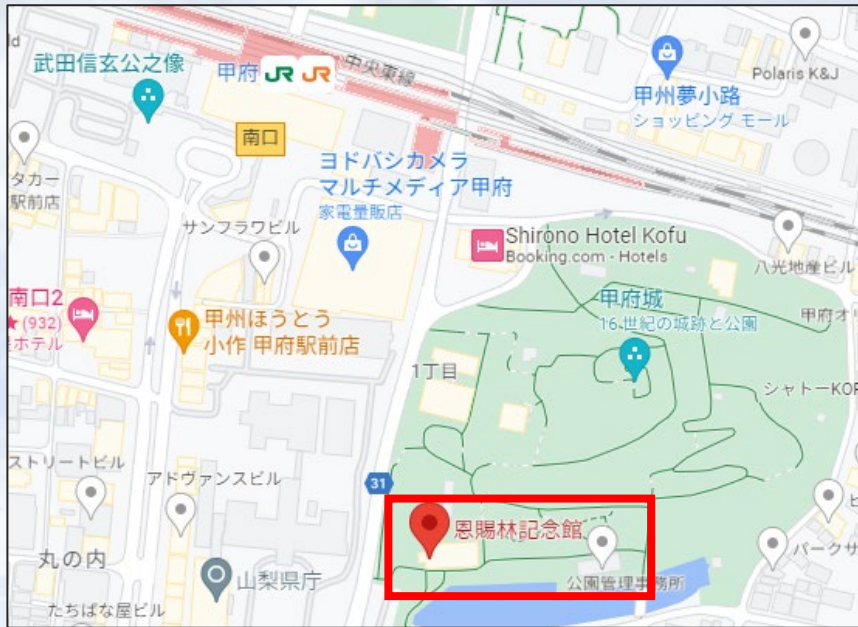 武田信玄公之像
甲府 JR JR
中央東線
Polaris K&J
甲州夢小路
ショッピング モール
南口
タカー
駅前店
ヨドバシカメラ
マルチメディア甲府
家電量販店
サンフラワビル
Shirono Hotel Kofu
Booking.com - Hotels
八光地産ビル
南口2
(932)
ホテル
甲州ほうとう
小作 甲府駅前店
甲府城
16 世紀の城跡と公園
甲府オリ
1丁目
シャトーKOF
ストリートビル
アドヴァンスビル
31
恩賜林記念館
丸の内
山梨県庁
公園管理事務所
パークサ
たちばな屋ビル